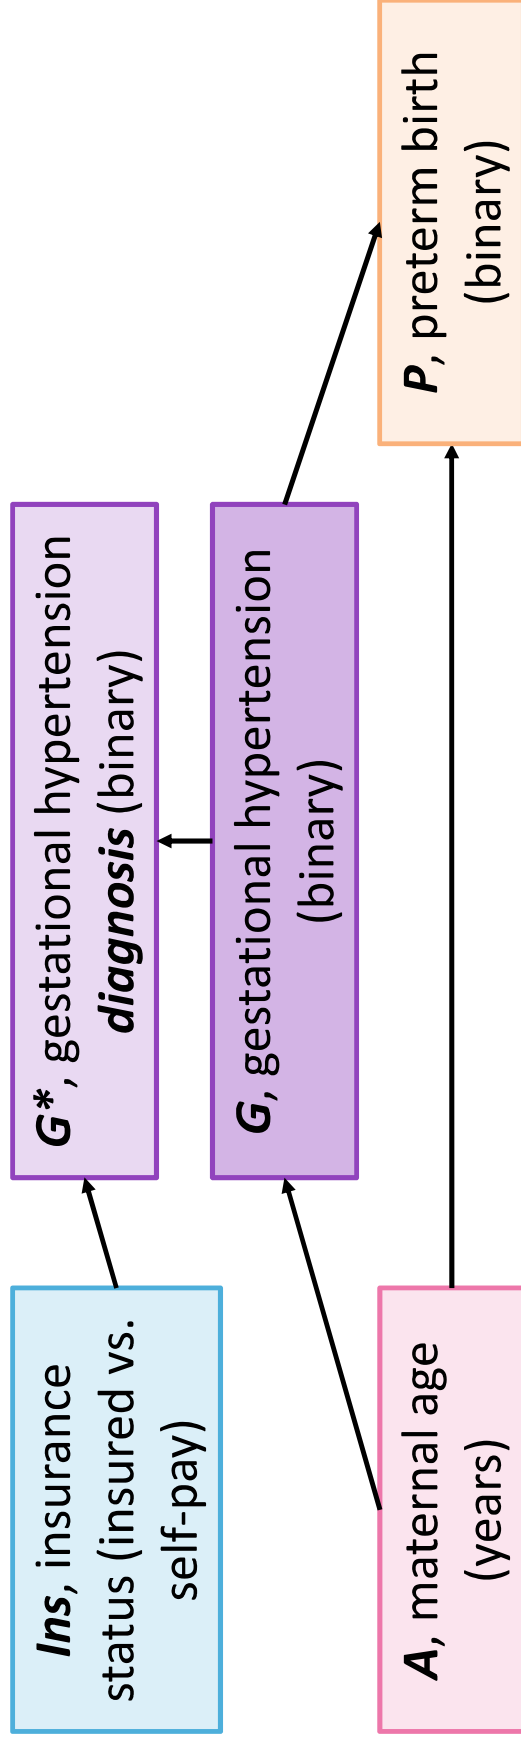 Ins, insurance
status (insured vs.
self-pay)
G*, gestational hypertension
diagnosis (binary)
G, gestational hypertension
(binary)
A, maternal age
(years)
P, preterm birth
(binary)